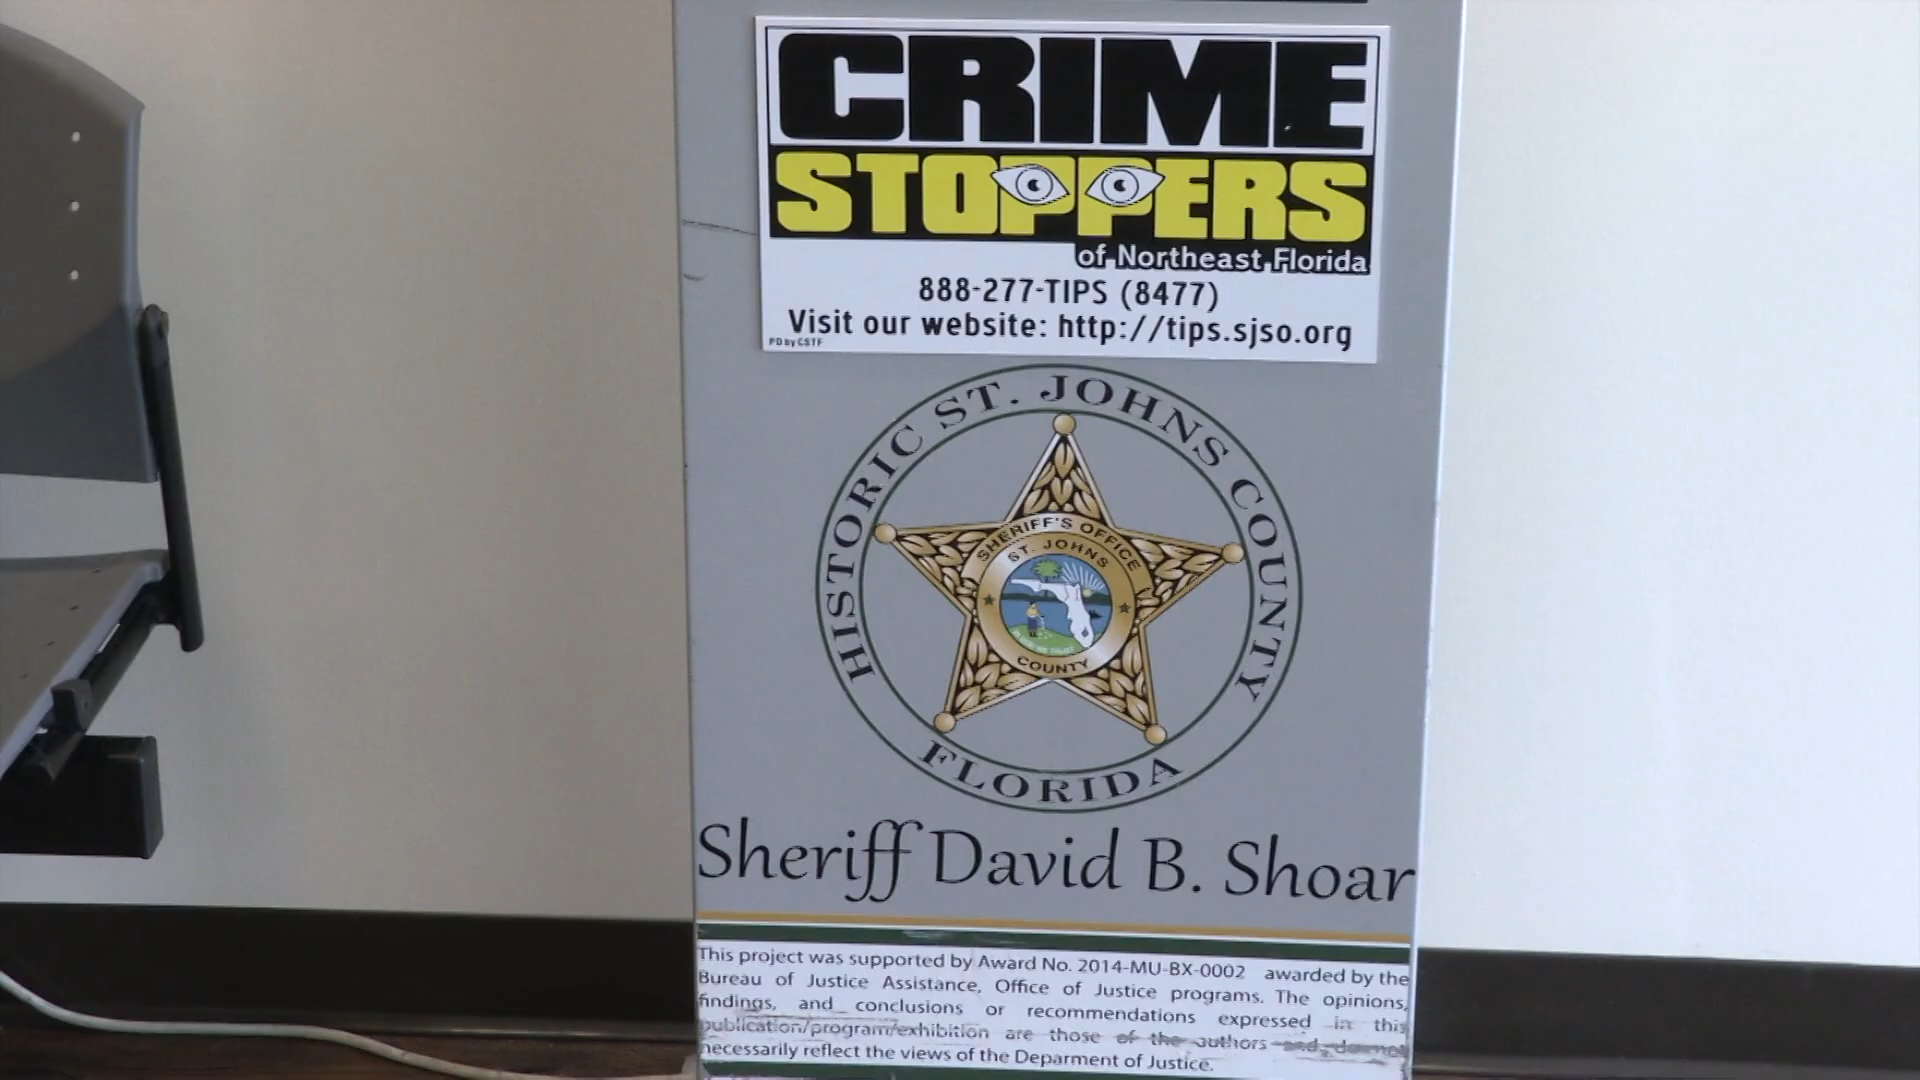 CRIME
STOPPERS
of Northeast Florida
888-277-TIPS (8477)
Visit our website: http://tips.sjso.org
PD by CSTF
HISTORIC ST. JOHNS COUNTY
SHERIFF'S OFFICE
ST. JOHNS
COUNTY
FLORIDA
Sheriff David B. Shoar
This project was supported by Award No. 2014-MU-BX-0002 awarded by the
Bureau of Justice Assistance, Office of Justice programs. The opinions,
findings, and conclusions or recommendations expressed in this
publication/program/exhibition are those of the authors and do not
necessarily reflect the views of the Deparment of Justice.